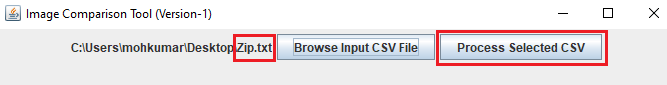 Image Comparison Tool (Version-1)
C:\Users\mohkumar\Desktop\Zip.txt Browse Input CSV File Process Selected CSV